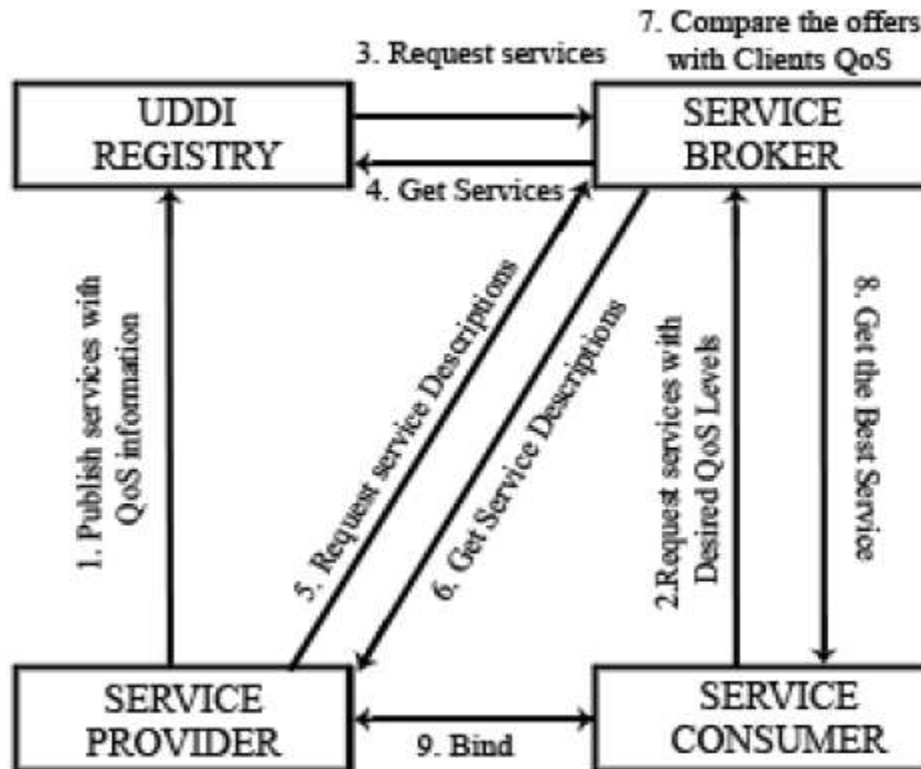 7. Compare the offers
with Clients QoS
3. Request services
UDDI
REGISTRY
SERVICE
BROKER
4. Get Services
1. Publish services with
QoS information
5. Request service Descriptions
6. Get Service Descriptions
2.Request services with
Desired QoS Levels
8. Get the Best Service
SERVICE
PROVIDER
9. Bind
SERVICE
CONSUMER